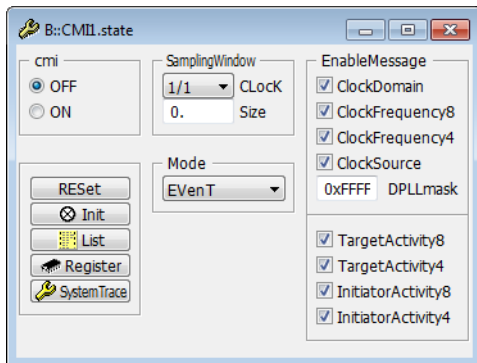 B::CMI1.state
cmi
OFF
ON
RESet
Init
List
Register
SystemTrace
SamplingWindow
1/1 CLocK
0. Size
Mode
EVenT
EnableMessage
ClockDomain
ClockFrequency8
ClockFrequency4
ClockSource
0xFFFF DPLLmask
TargetActivity8
TargetActivity4
InitiatorActivity8
InitiatorActivity4